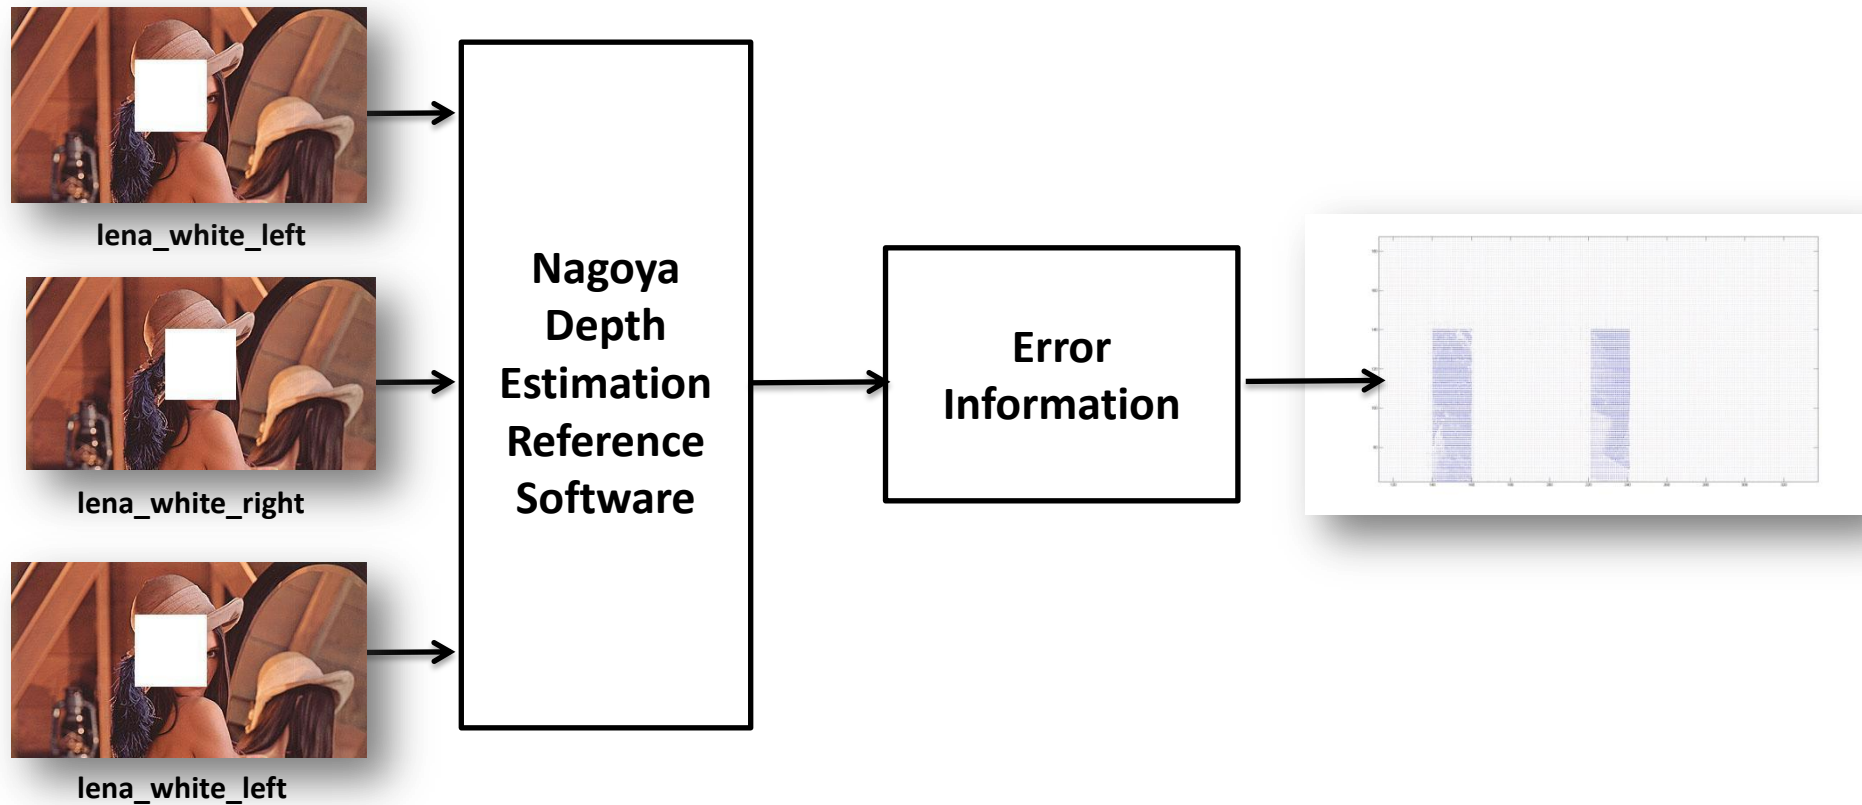 lena_white_left
lena_white_right
lena_white_left
Nagoya
Depth
Estimation
Reference
Software
Error
Information